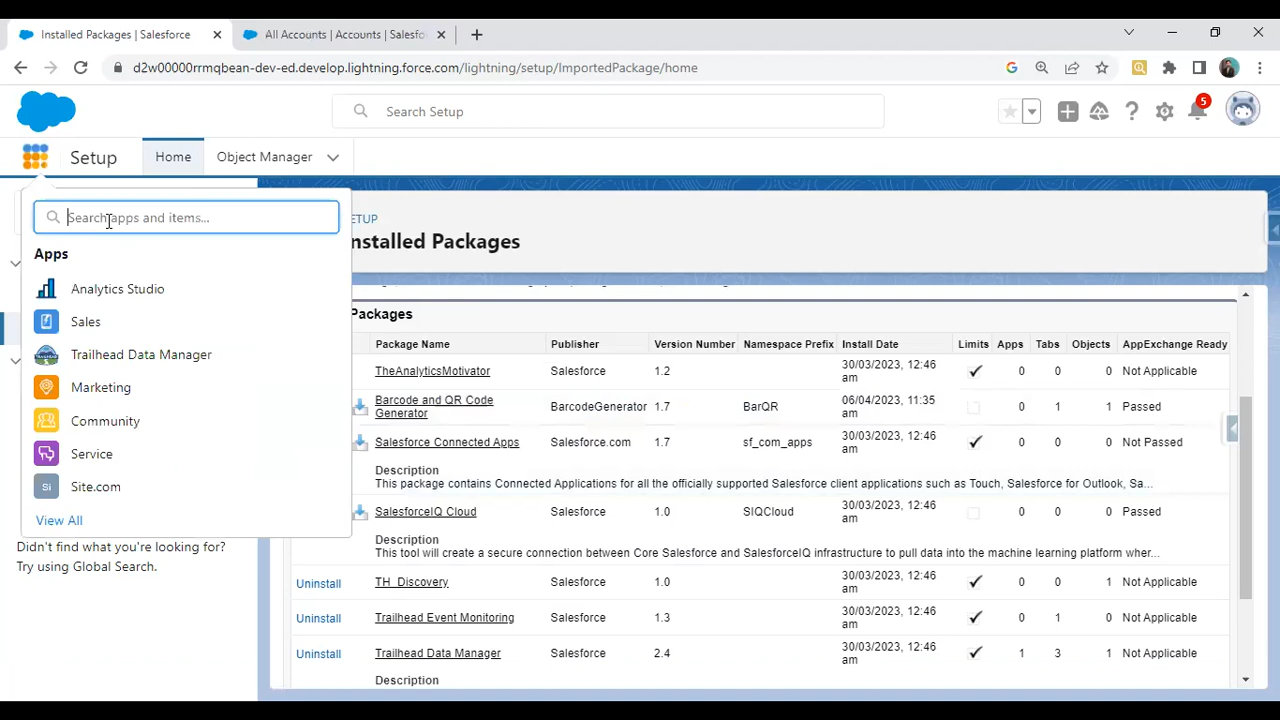 Installed Packages | Salesforce
All Accounts | Accounts | Salesfo
d2w00000rrmqbean-dev-ed.develop.lightning.force.com/lightning/setup/ImportedPackage/home
Search Setup
5
Setup
Home
Object Manager
Search apps and items...
Apps
Analytics Studio
Sales
Trailhead Data Manager
Marketing
Community
Service
Si Site.com
View All
Didn't find what you're looking for?
Try using Global Search.
ETUP
nstalled Packages
Packages
Package Name Publisher Version Number Namespace Prefix Install Date Limits Apps Tabs Objects AppExchange Ready
TheAnalyticsMotivator Salesforce 1.2 30/03/2023, 12:46 am 0 0 0 Not Applicable
Barcode and QR Code Generator BarcodeGenerator 1.7 BarQR 06/04/2023, 11:35 am 0 1 1 Passed
Salesforce Connected Apps Salesforce.com 1.7 sf_com_apps 30/03/2023, 12:46 am 0 0 0 Not Passed
Description
This package contains Connected Applications for all the officially supported Salesforce client applications such as Touch, Salesforce for Outlook, Sa...
SalesforceIQ Cloud Salesforce 1.0 SIQCloud 30/03/2023, 12:46 am 0 0 0 Passed
Description
This tool will create a secure connection between Core Salesforce and SalesforceIQ infrastructure to pull data into the machine learning platform wher...
Uninstall TH_Discovery Salesforce 1.0 30/03/2023, 12:46 am 0 0 1 Not Applicable
Uninstall Trailhead Event Monitoring Salesforce 1.3 30/03/2023, 12:46 am 0 1 0 Not Applicable
Uninstall Trailhead Data Manager Salesforce 2.4 30/03/2023, 12:46 am 1 3 1 Not Applicable
Description